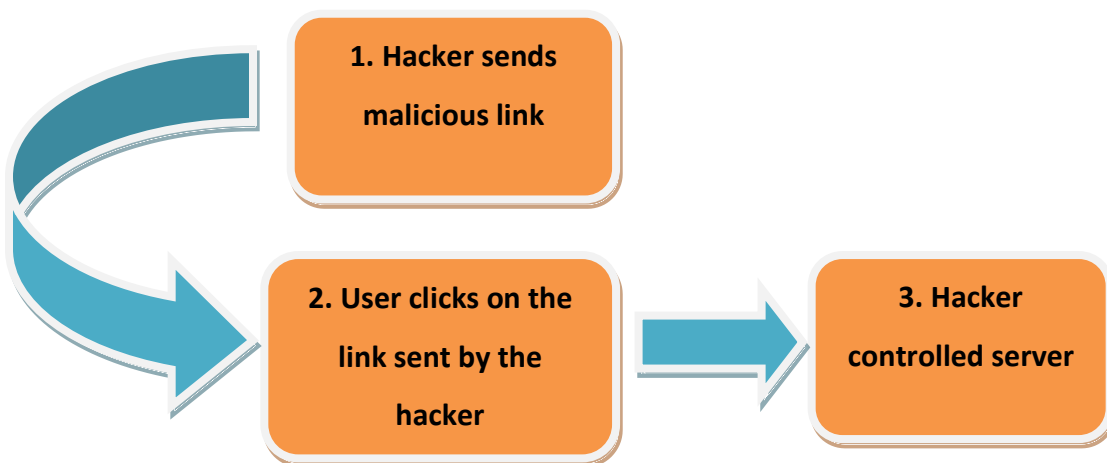 1. Hacker sends
malicious link
2. User clicks on the
link sent by the
hacker
3. Hacker
controlled server